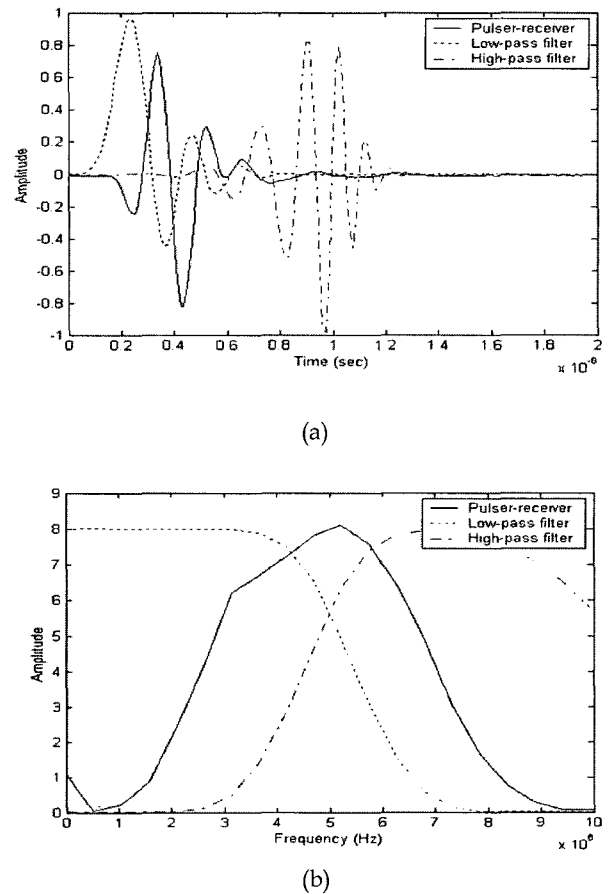 1
0.8
0.6
0.4
0.2
0
-0.2
-0.4
-0.6
-0.8
-1
Amplitude
Pulser-receiver
Low-pass filter
High-pass filter
0 0.2 0.4 0.6 0.8 1 1.2 1.4 1.6 1.8 2
Time (sec)
x 10⁻⁶
(a)
9
8
7
6
5
4
3
2
1
0
Amplitude
Pulser-receiver
Low-pass filter
High-pass filter
0 1 2 3 4 5 6 7 8 9 10
Frequency (Hz)
x 10⁶
(b)